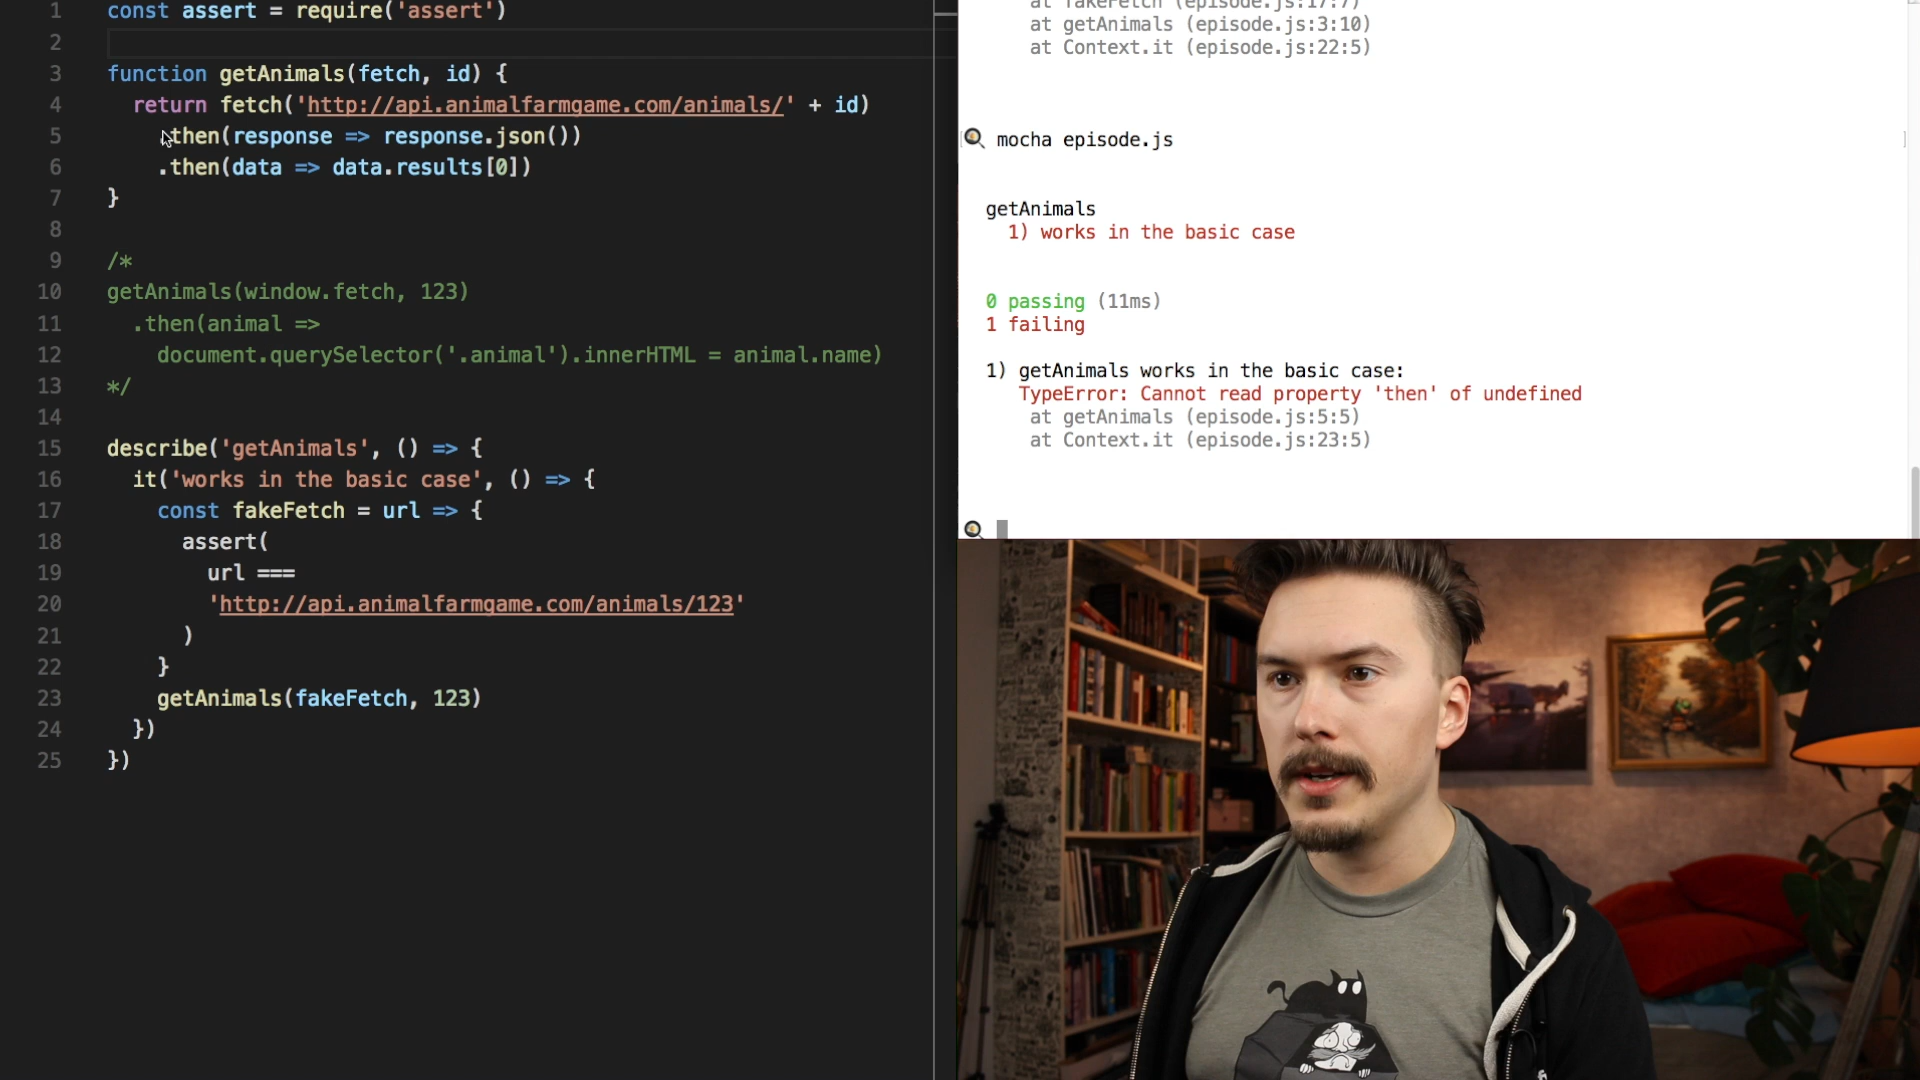 1 const assert = require('assert')
2
3 function getAnimals(fetch, id) {
4 return fetch('http://api.animalfarmgame.com/animals/' + id)
5 .then(response => response.json())
6 .then(data => data.results[0])
7 }
8
9 /*
10 getAnimals(window.fetch, 123)
11 .then(animal =>
12 document.querySelector('.animal').innerHTML = animal.name)
13 */
14
15 describe('getAnimals', () => {
16 it('works in the basic case', () => {
17 const fakeFetch = url => {
18 assert(
19 url ===
20 'http://api.animalfarmgame.com/animals/123'
21 )
22 }
23 getAnimals(fakeFetch, 123)
24 })
25 })
at fakeFetch (episode.js:17:7)
at getAnimals (episode.js:3:10)
at Context.it (episode.js:22:5)
mocha episode.js
getAnimals
1) works in the basic case
0 passing (11ms)
1 failing
1) getAnimals works in the basic case:
TypeError: Cannot read property 'then' of undefined
at getAnimals (episode.js:5:5)
at Context.it (episode.js:23:5)